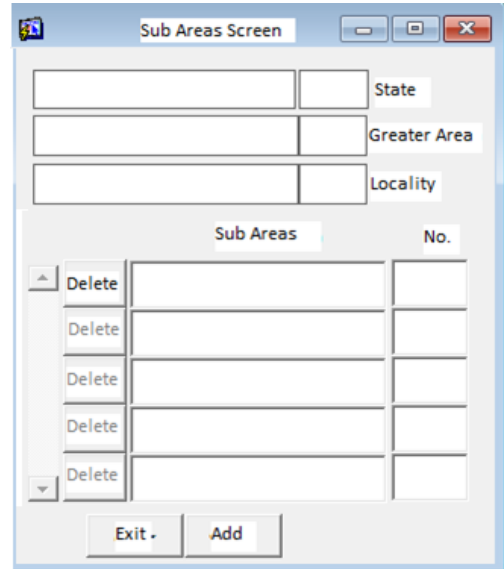 Sub Areas Screen
State
Greater Area
Locality
Sub Areas No.
Delete
Delete
Delete
Delete
Delete
Exit Add